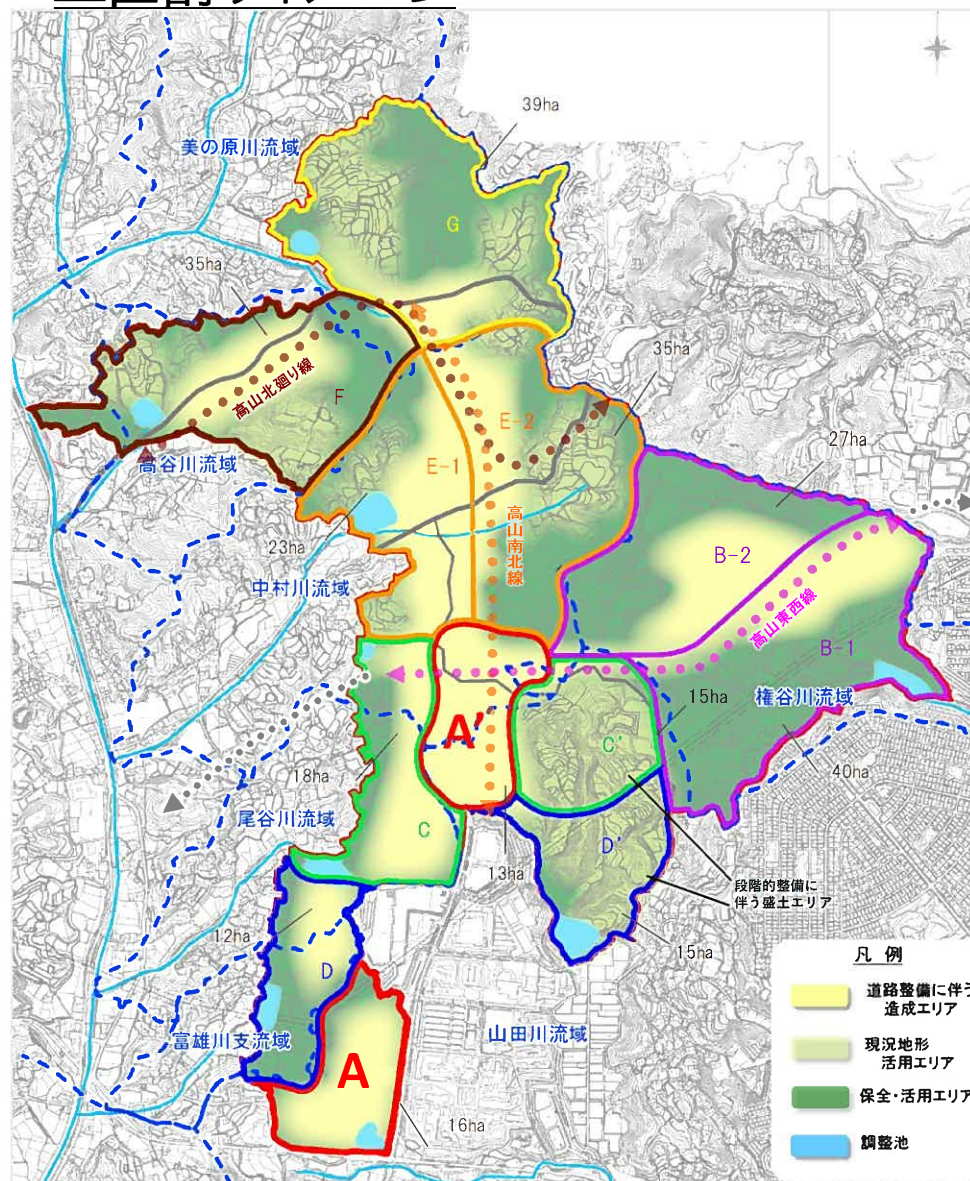 39ha
美の原川流域
G
35ha
35ha
高山北廻り線
F
E-2
27ha
E-1
高谷川流域
高山南北線
23ha
B-2
中村川流域
高山東西線
B-1
15ha
権谷川流域
A'
C'
18ha
40ha
尾谷川流域
C
D'
13ha
段階的整備に
伴う盛土エリア
12ha
15ha
D
凡 例
道路整備に伴う
造成エリア
富雄川支流域
山田川流域
現況地形
活用エリア
A
保全・活用エリア
16ha
調整池